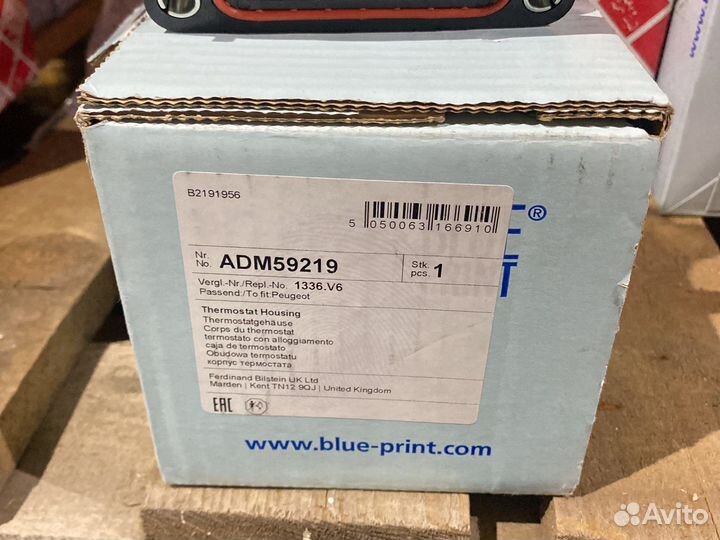 B2191956
5 050063 166910
E®
T
Nr.
No. ADM59219
Stk.
pcs. 1
Vergl.-Nr./Repl.-No. 1336.V6
Passend:/To fit:Peugeot
Thermostat Housing
Thermostatgehäuse
Corps du thermostat
termostato con alloggiamento
caja de termostato
Obudowa termostatu
корпус термостата
Ferdinand Bilstein UK Ltd
Marden | Kent TN12 9QJ | United Kingdom
EAC
www.blue-print.com
Avito